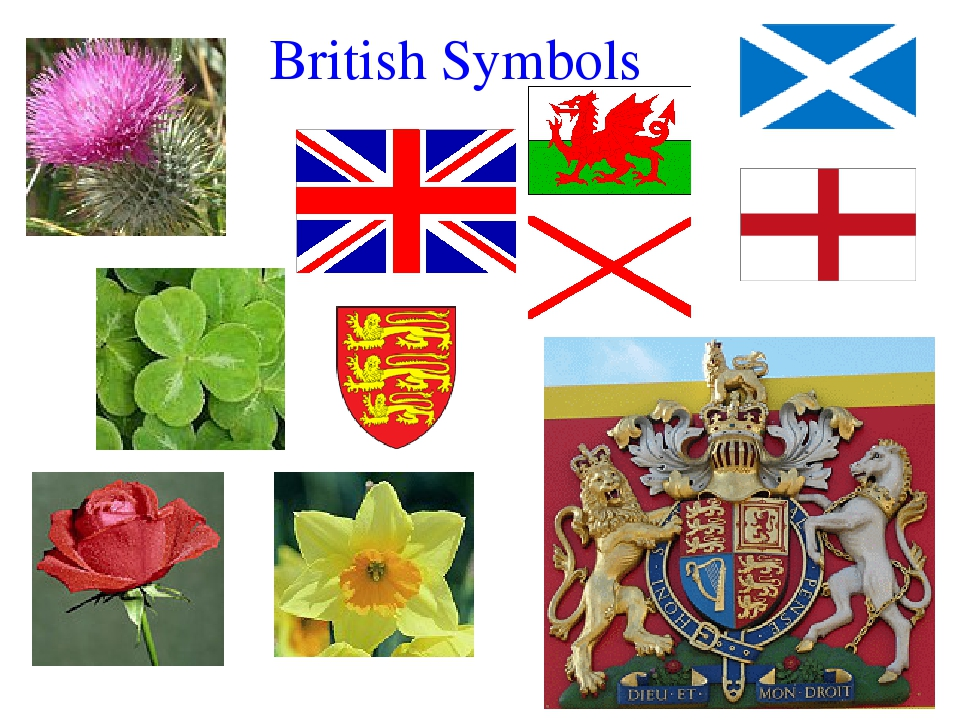 British Symbols
HONI
PENSE
DIEU·ET·
MON·DROIT